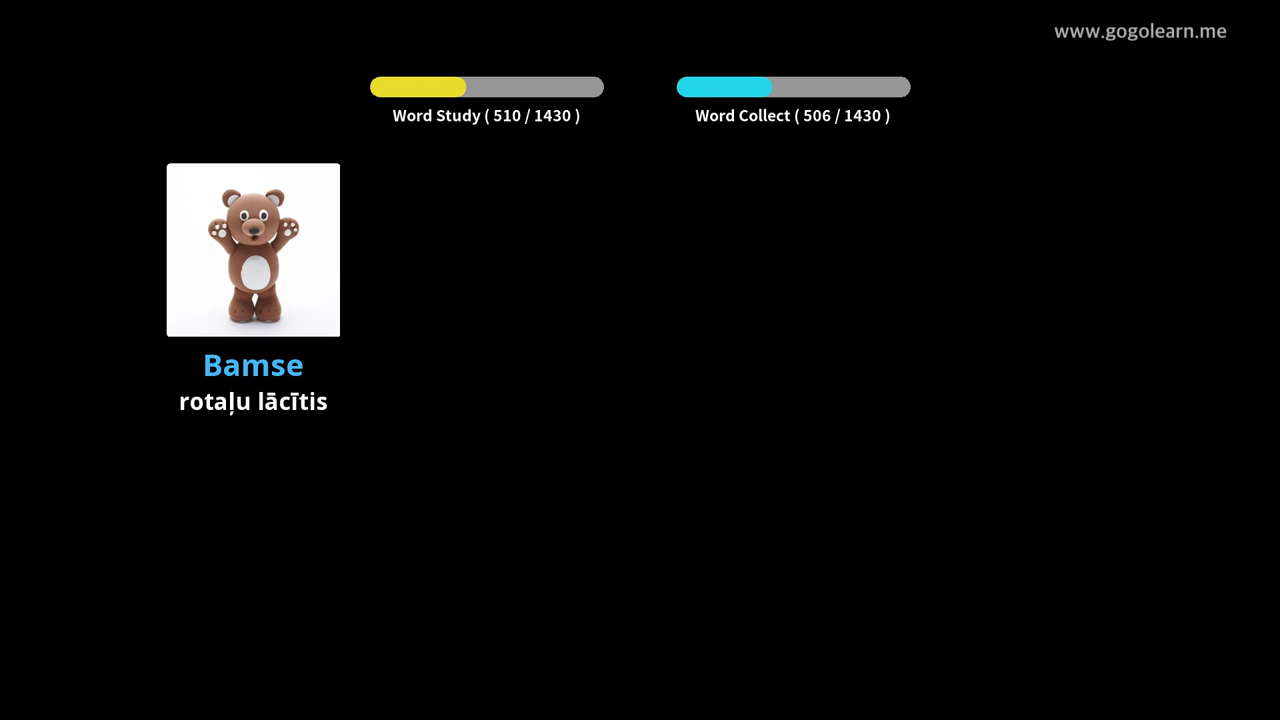 www.gogolearn.me
Word Study ( 510 / 1430 )
Word Collect ( 506 / 1430 )
Bamse
rotaļu lācītis